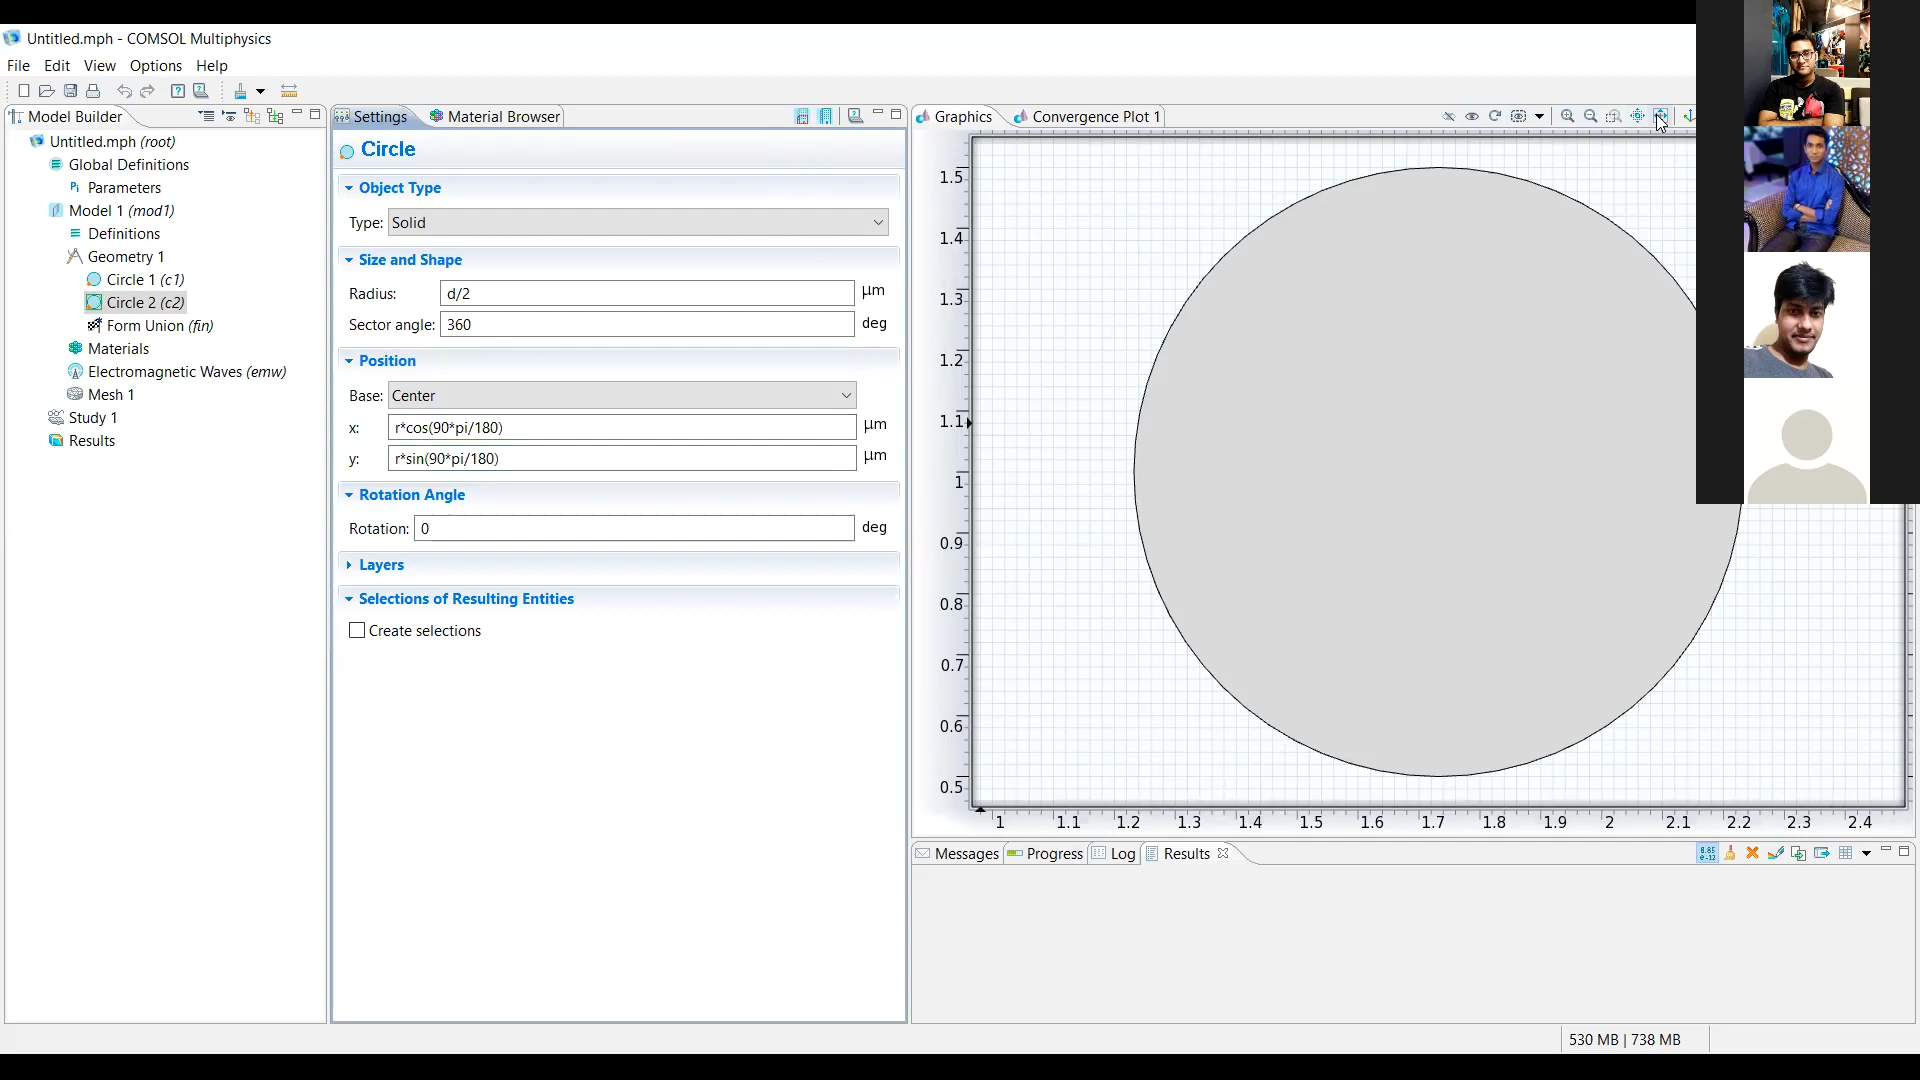 Untitled.mph - COMSOL Multiphysics
File Edit View Options Help
Model Builder
Untitled.mph (root)
Global Definitions
Pi Parameters
Model 1 (mod1)
Definitions
Geometry 1
Circle 1 (c1)
Circle 2 (c2)
Form Union (fin)
Materials
Electromagnetic Waves (emw)
Mesh 1
Study 1
Results
Settings Material Browser
Circle
Object Type
Type: Solid
Size and Shape
Radius: d/2 µm
Sector angle: 360 deg
Position
Base: Center
x: r*cos(90*pi/180) µm
y: r*sin(90*pi/180) µm
Rotation Angle
Rotation: 0 deg
Layers
Selections of Resulting Entities
Create selections
Graphics Convergence Plot 1
1.5
1.4
1.3
1.2
1.1
1
0.9
0.8
0.7
0.6
0.5
1 1.1 1.2 1.3 1.4 1.5 1.6 1.7 1.8 1.9 2 2.1 2.2 2.3 2.4
Messages Progress Log Results
8.85
e-12
530 MB | 738 MB